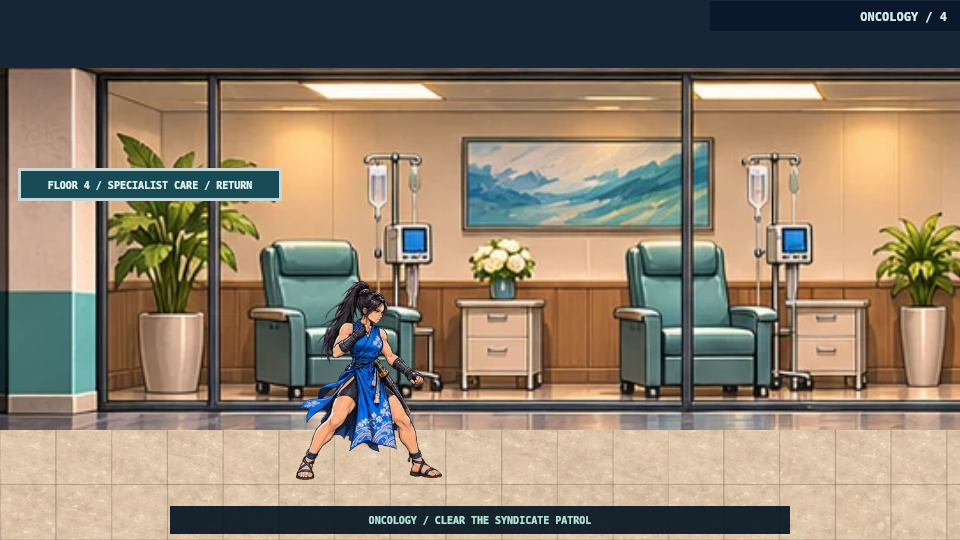 ONCOLOGY / 4
FLOOR 4 / SPECIALIST CARE / RETURN
ONCOLOGY / CLEAR THE SYNDICATE PATROL